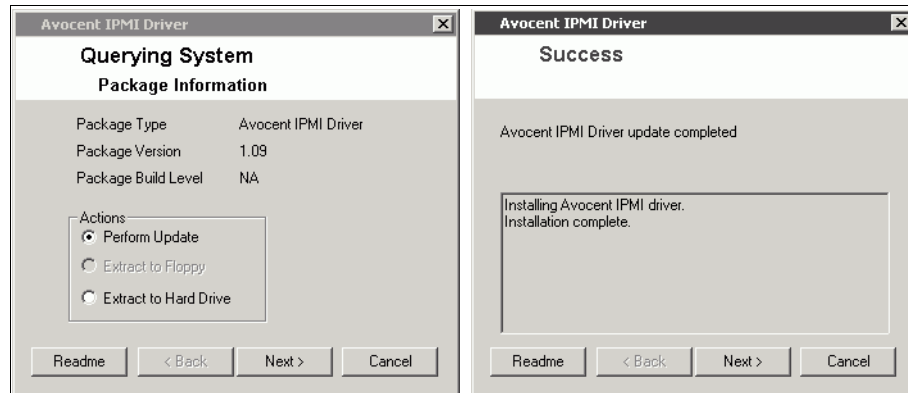 Avocent IPMI Driver
Querying System
Package Information
Package Type Avocent IPMI Driver
Package Version 1.09
Package Build Level NA
Actions
Perform Update
Extract to Floppy
Extract to Hard Drive
Readme < Back Next > Cancel
Avocent IPMI Driver
Success
Avocent IPMI Driver update completed
Installing Avocent IPMI driver.
Installation complete.
Readme < Back Next > Cancel